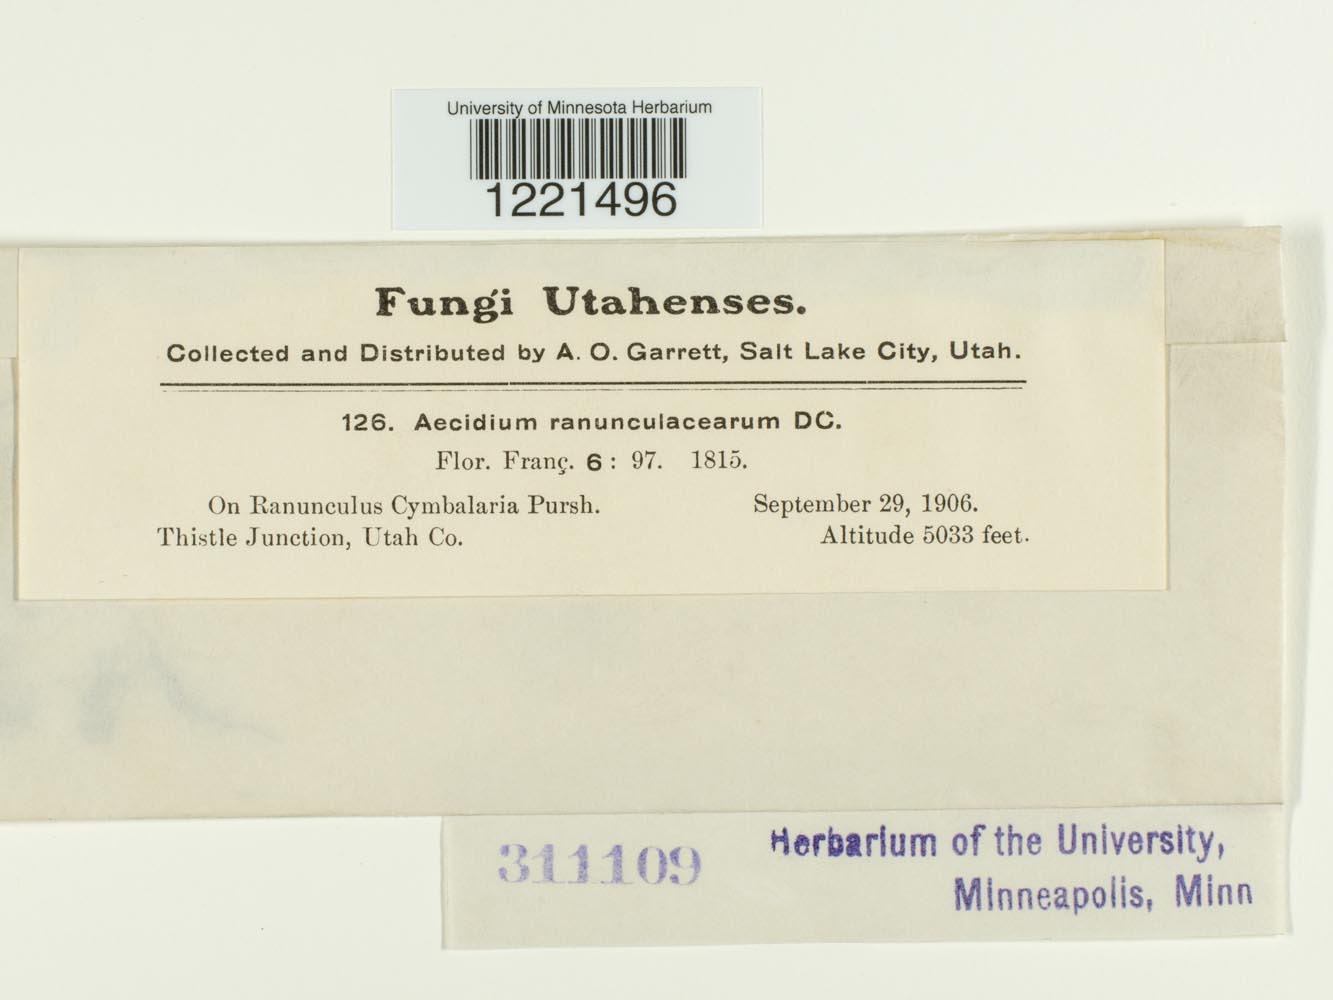 University of Minnesota Herbarium
1221496
Fungi Utahenses.
Collected and Distributed by A. O. Garrett, Salt Lake City, Utah.
126. Aecidium ranunculacearum DC.
Flor. Franç. 6: 97. 1815.
On Ranunculus Cymbalaria Pursh. September 29, 1906.
Thistle Junction, Utah Co. Altitude 5033 feet.
311109 Herbarium of the University,
Minneapolis, Minn